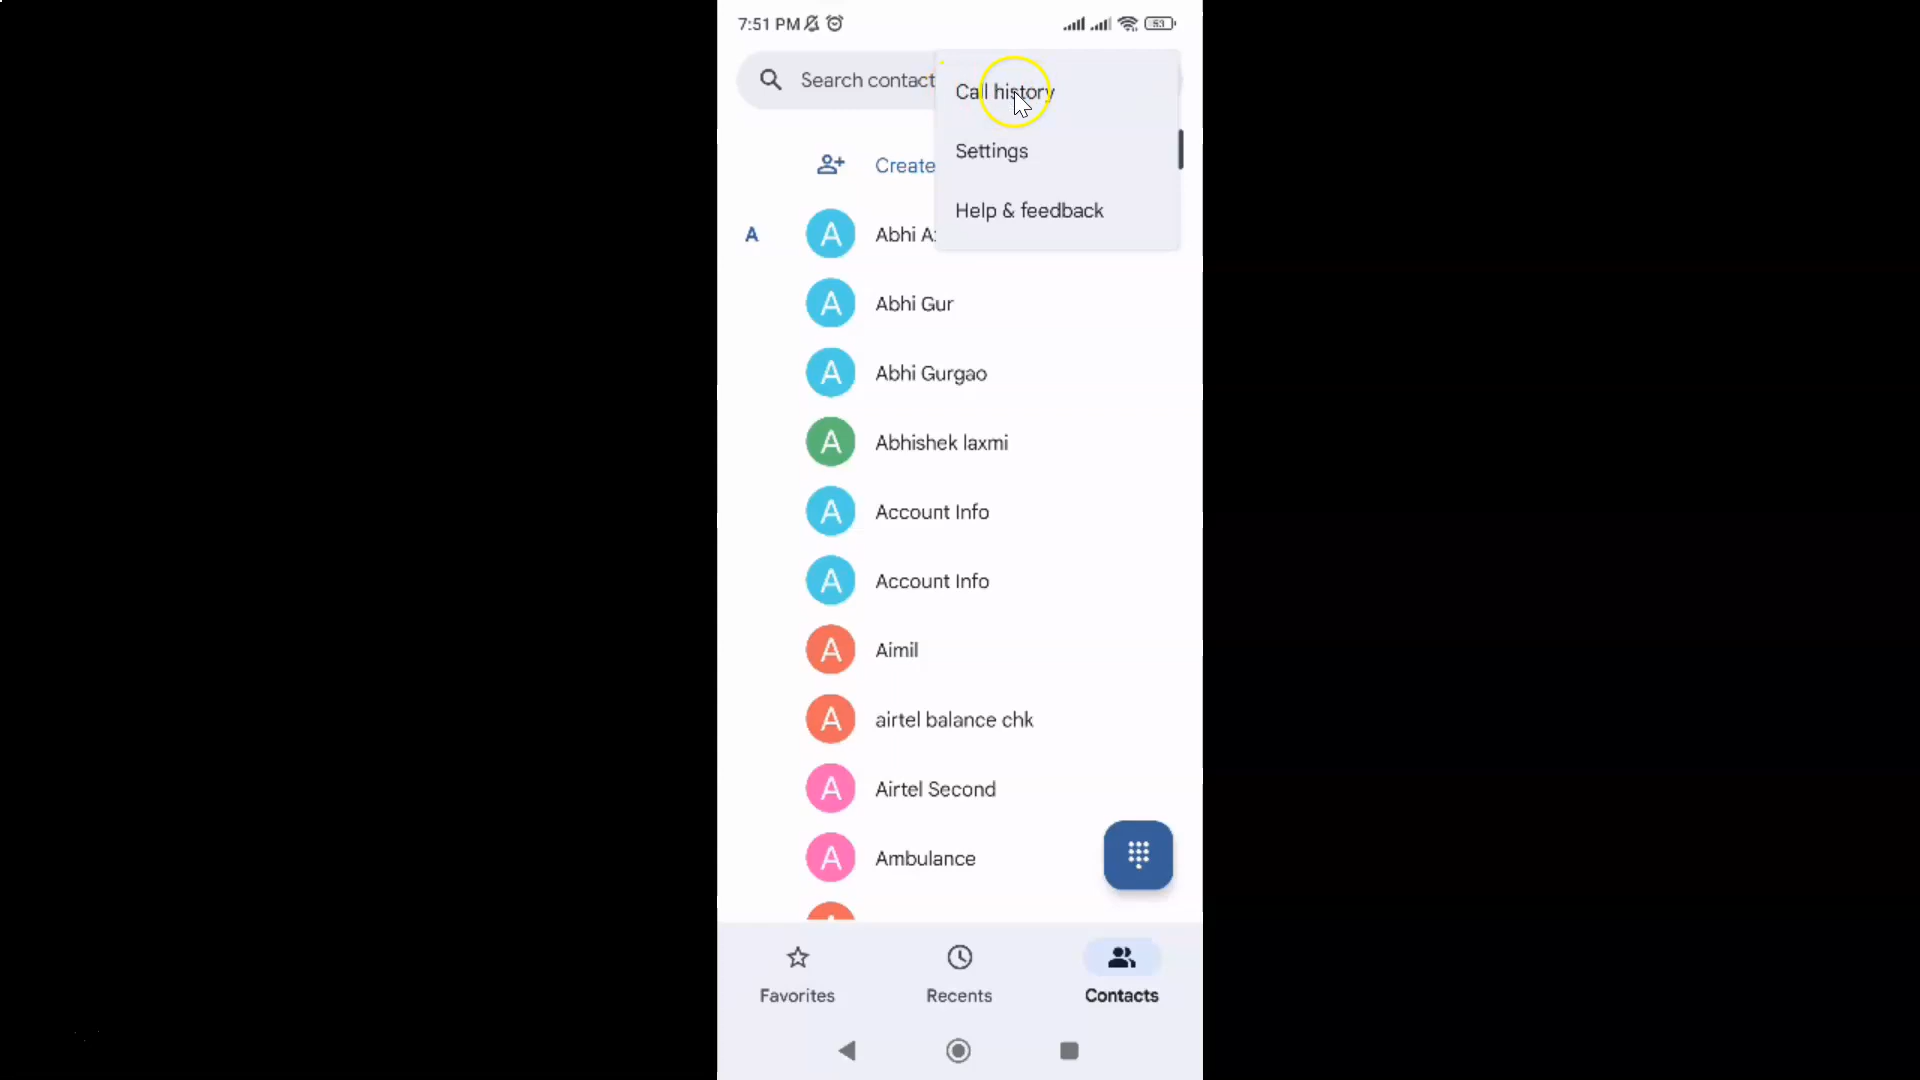 7:51 PM
53
Search contact
Call history
Settings
Help & feedback
Create
A
A Abhi A
A Abhi Gur
A Abhi Gurgao
A Abhishek laxmi
A Account Info
A Account Info
A Aimil
A airtel balance chk
A Airtel Second
A Ambulance
Favorites
Recents
Contacts